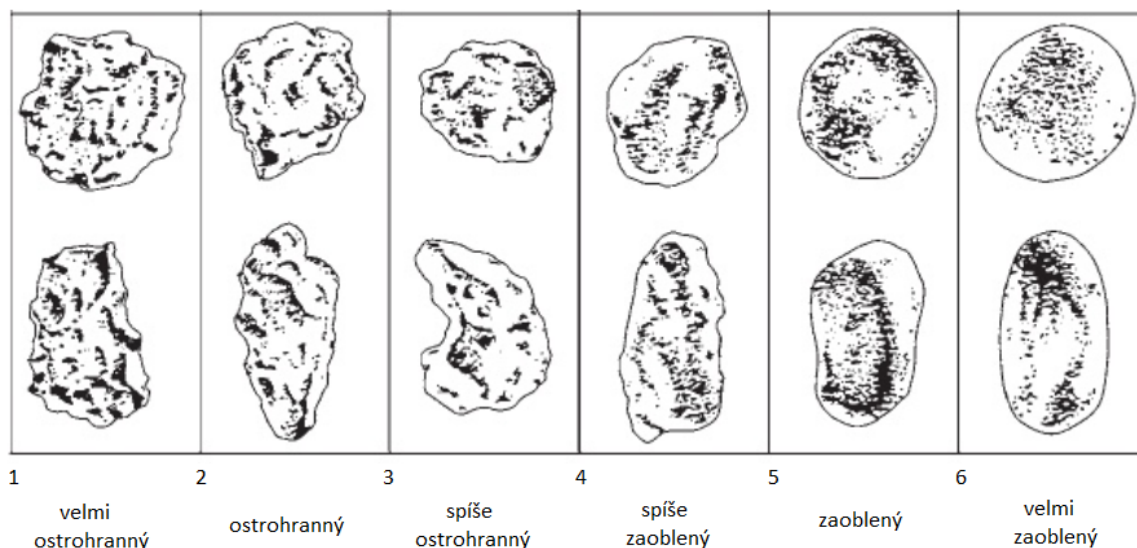 1 2 3 4 5 6
velmi ostrohranný
ostrohranný
spíše ostrohranný
spíše zaoblený
zaoblený
velmi zaoblený